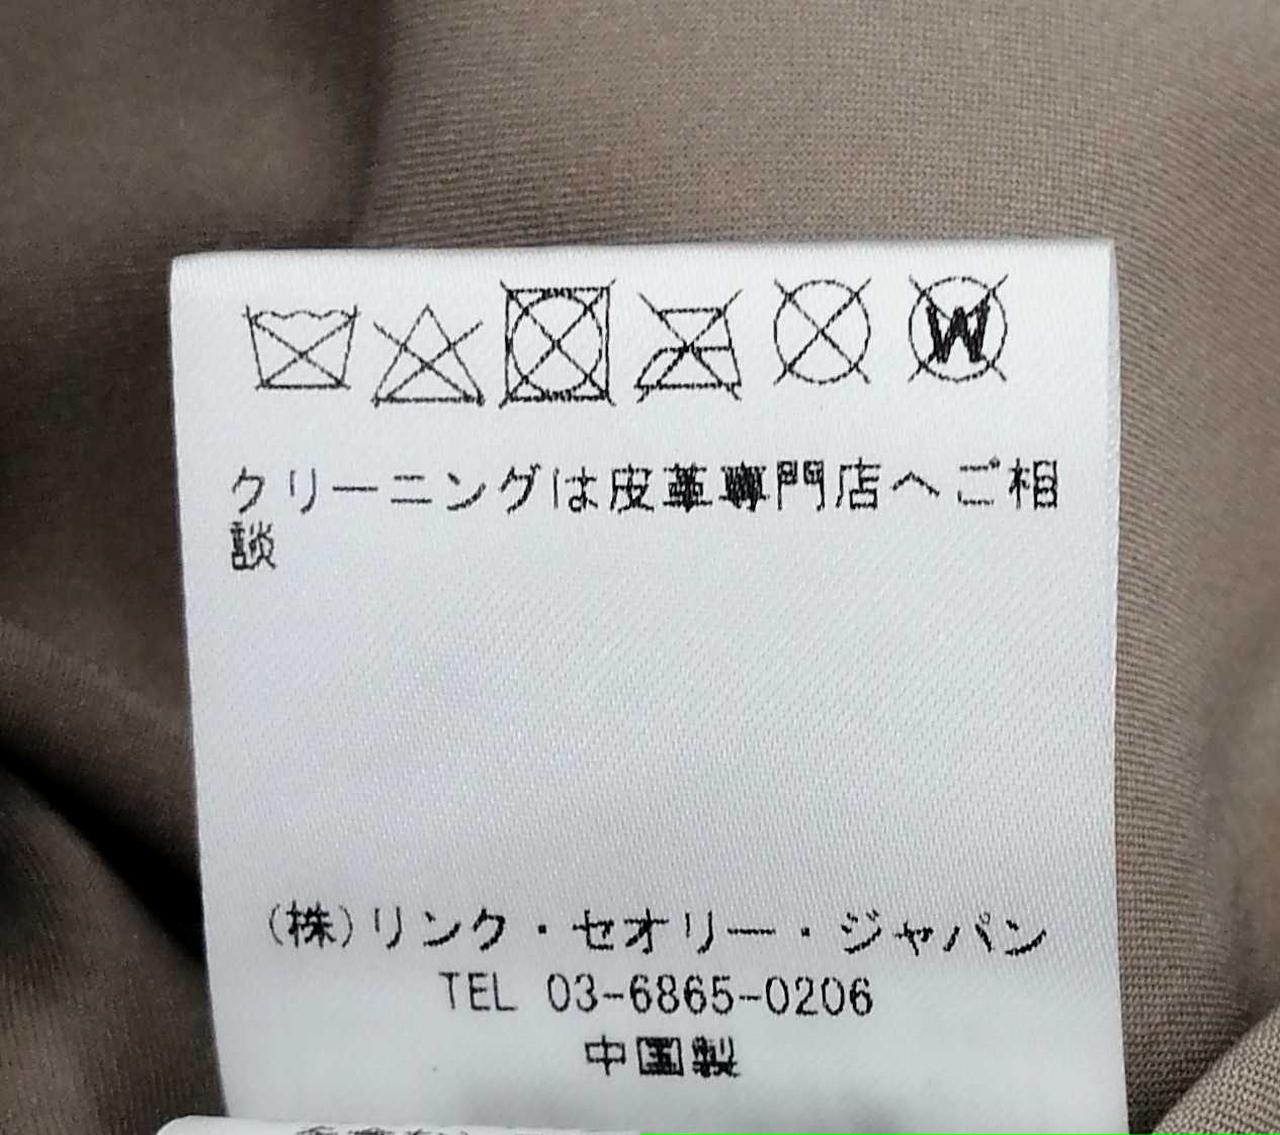 W
クリーニングは皮革専門店へご相
談
(株)リンク・セオリー・ジャパン
TEL 03-6865-0206
中国製